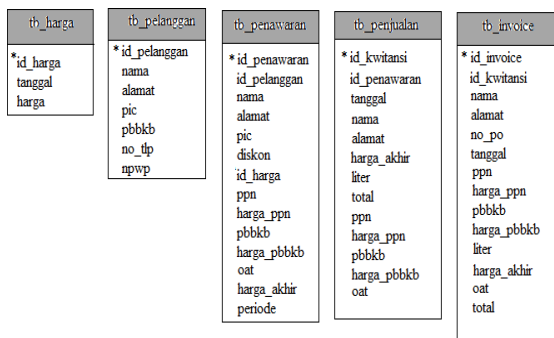 tb_harga
*id_harga
tanggal
harga
tb_pelanggan
*id_pelanggan
nama
alamat
pic
pbbkb
no_tlp
npwp
tb_penawaran
*id_penawaran
id_pelanggan
nama
alamat
pic
diskon
id_harga
ppn
harga_ppn
pbbkb
harga_pbbkb
oat
harga_akhir
periode
tb_penjualan
*id_kwitansi
id_penawaran
tanggal
nama
alamat
harga_akhir
liter
total
ppn
harga_ppn
pbbkb
harga_pbbkb
oat
tb_invoice
*id_invoice
id_kwitansi
nama
alamat
no_po
tanggal
ppn
harga_ppn
pbbkb
harga_pbbkb
liter
harga_akhir
oat
total